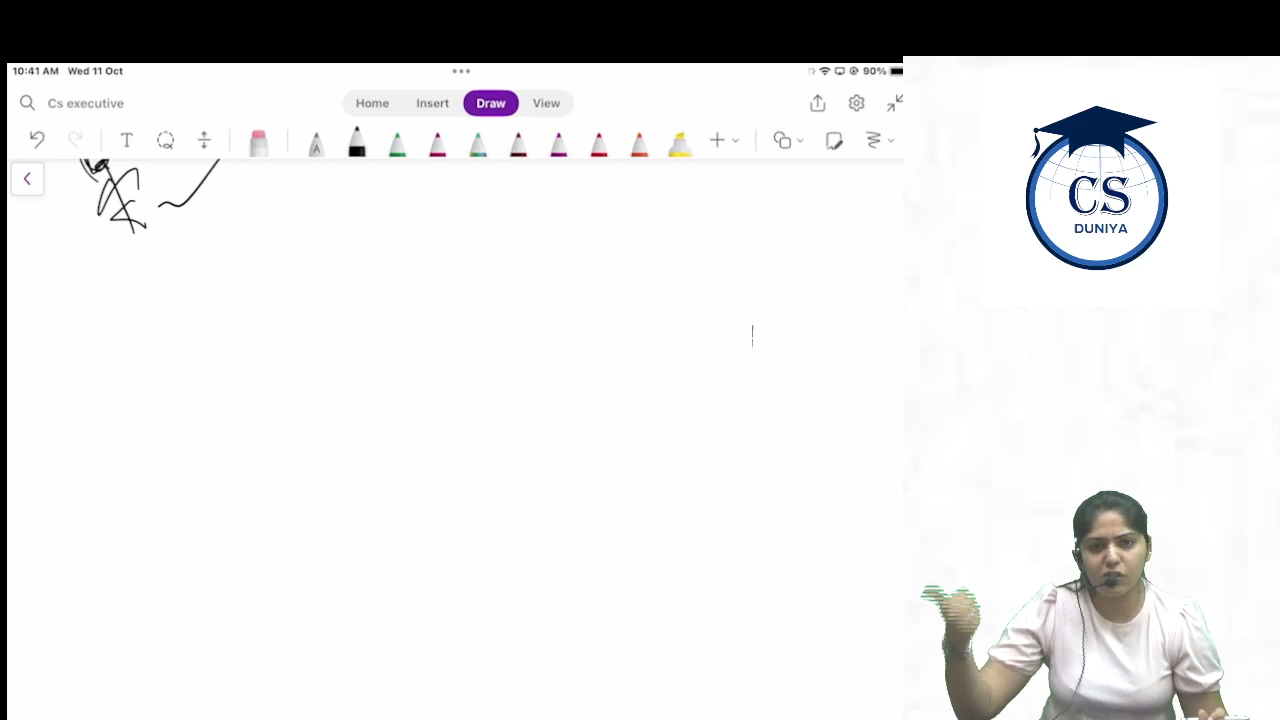 10:41 AM Wed 11 Oct
90%
Cs executive
Home Insert Draw View
T
A
CS
DUNIYA